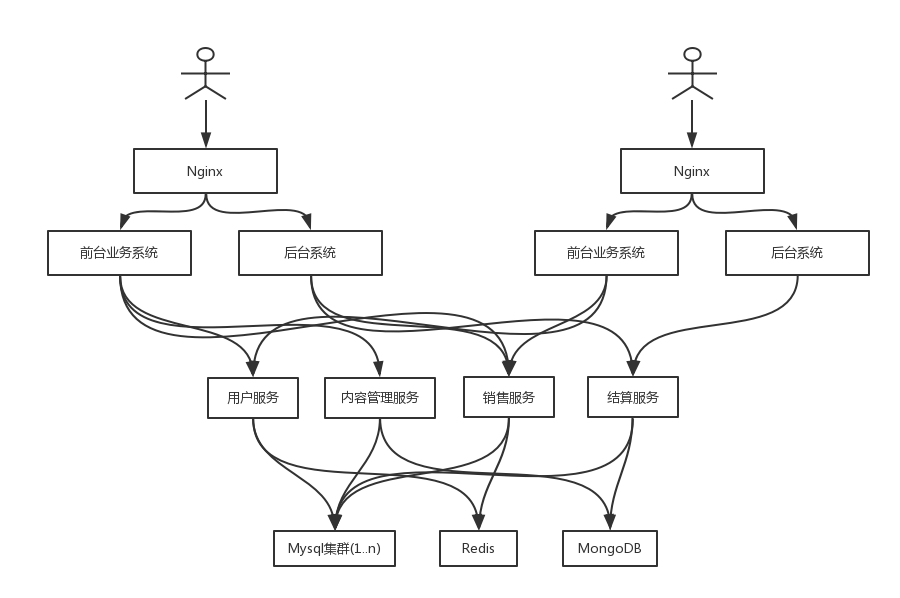 Nginx
Nginx
前台业务系统
后台系统
前台业务系统
后台系统
用户服务
内容管理服务
销售服务
结算服务
Mysql集群(1..n)
Redis
MongoDB